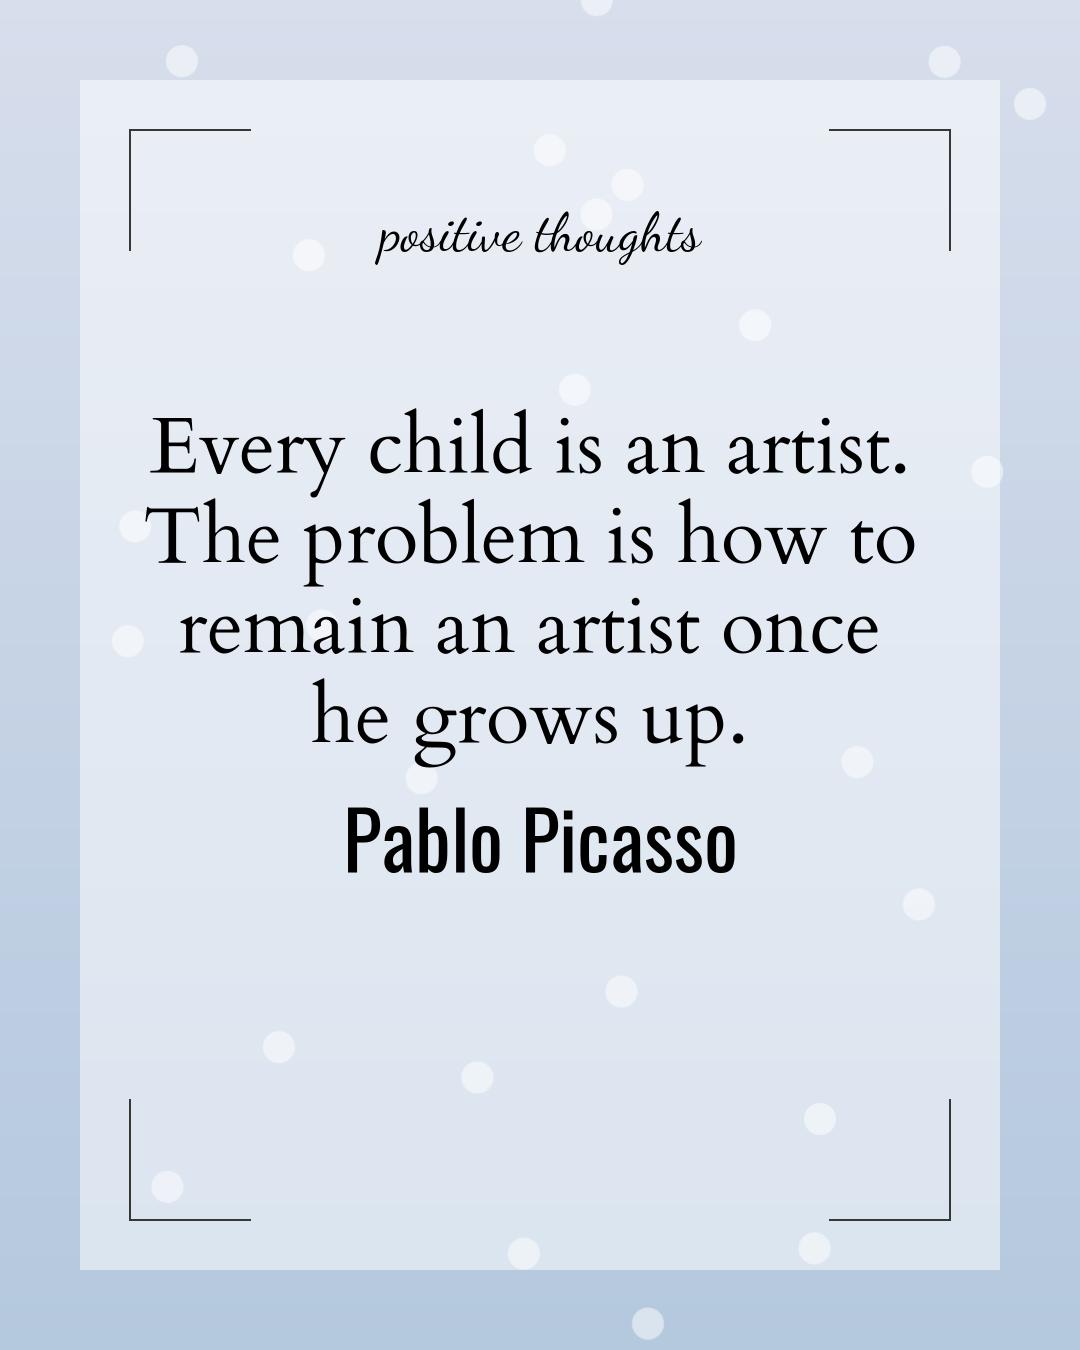 positive thoughts
Every child is an artist.
The problem is how to
remain an artist once
he grows up.
Pablo Picasso